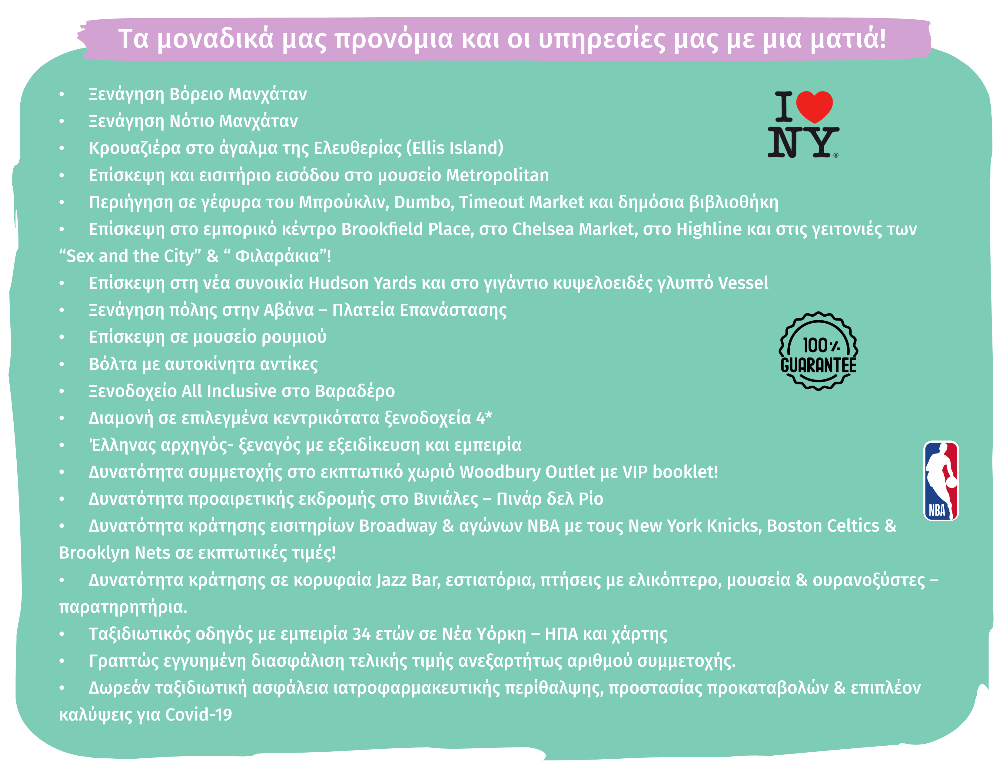 Τα μοναδικά μας προνόμια και οι υπηρεσίες μας με μια ματιά!
• Ξενάγηση Βόρειο Μανχάταν
• Ξενάγηση Νότιο Μανχάταν
• Κρουαζιέρα στο άγαλμα της Ελευθερίας (Ellis Island)
• Επίσκεψη και εισιτήριο εισόδου στο μουσείο Metropolitan
• Περιήγηση σε γέφυρα του Μπρούκλιν, Dumbo, Timeout Market και δημόσια βιβλιοθήκη
• Επίσκεψη στο εμπορικό κέντρο Brookfield Place, στο Chelsea Market, στο Highline και στις γειτονιές των
“Sex and the City” & “ Φιλαράκια”!
• Επίσκεψη στη νέα συνοικία Hudson Yards και στο γιγάντιο κυψελοειδές γλυπτό Vessel
• Ξενάγηση πόλης στην Αβάνα – Πλατεία Επανάστασης
• Επίσκεψη σε μουσείο ρουμιού
• Βόλτα με αυτοκίνητα αντίκες
• Ξενοδοχείο All Inclusive στο Βαραδέρο
• Διαμονή σε επιλεγμένα κεντρικότατα ξενοδοχεία 4*
• Έλληνας αρχηγός- ξεναγός με εξειδίκευση και εμπειρία
• Δυνατότητα συμμετοχής στο εκπτωτικό χωριό Woodbury Outlet με VIP booklet!
• Δυνατότητα προαιρετικής εκδρομής στο Βινιάλες – Πινάρ δελ Ρίο
• Δυνατότητα κράτησης εισιτηρίων Broadway & αγώνων NBA με τους New York Knicks, Boston Celtics &
Brooklyn Nets σε εκπτωτικές τιμές!
• Δυνατότητα κράτησης σε κορυφαία Jazz Bar, εστιατόρια, πτήσεις με ελικόπτερο, μουσεία & ουρανοξύστες –
παρατηρητήρια.
• Ταξιδιωτικός οδηγός με εμπειρία 34 ετών σε Νέα Υόρκη – ΗΠΑ και χάρτης
• Γραπτώς εγγυημένη διασφάλιση τελικής τιμής ανεξαρτήτως αριθμού συμμετοχής.
• Δωρεάν ταξιδιωτική ασφάλεια ιατροφαρμακευτικής περίθαλψης, προστασίας προκαταβολών & επιπλέον
καλύψεις για Covid-19
I
NY®
100%
GUARANTEE
NBA